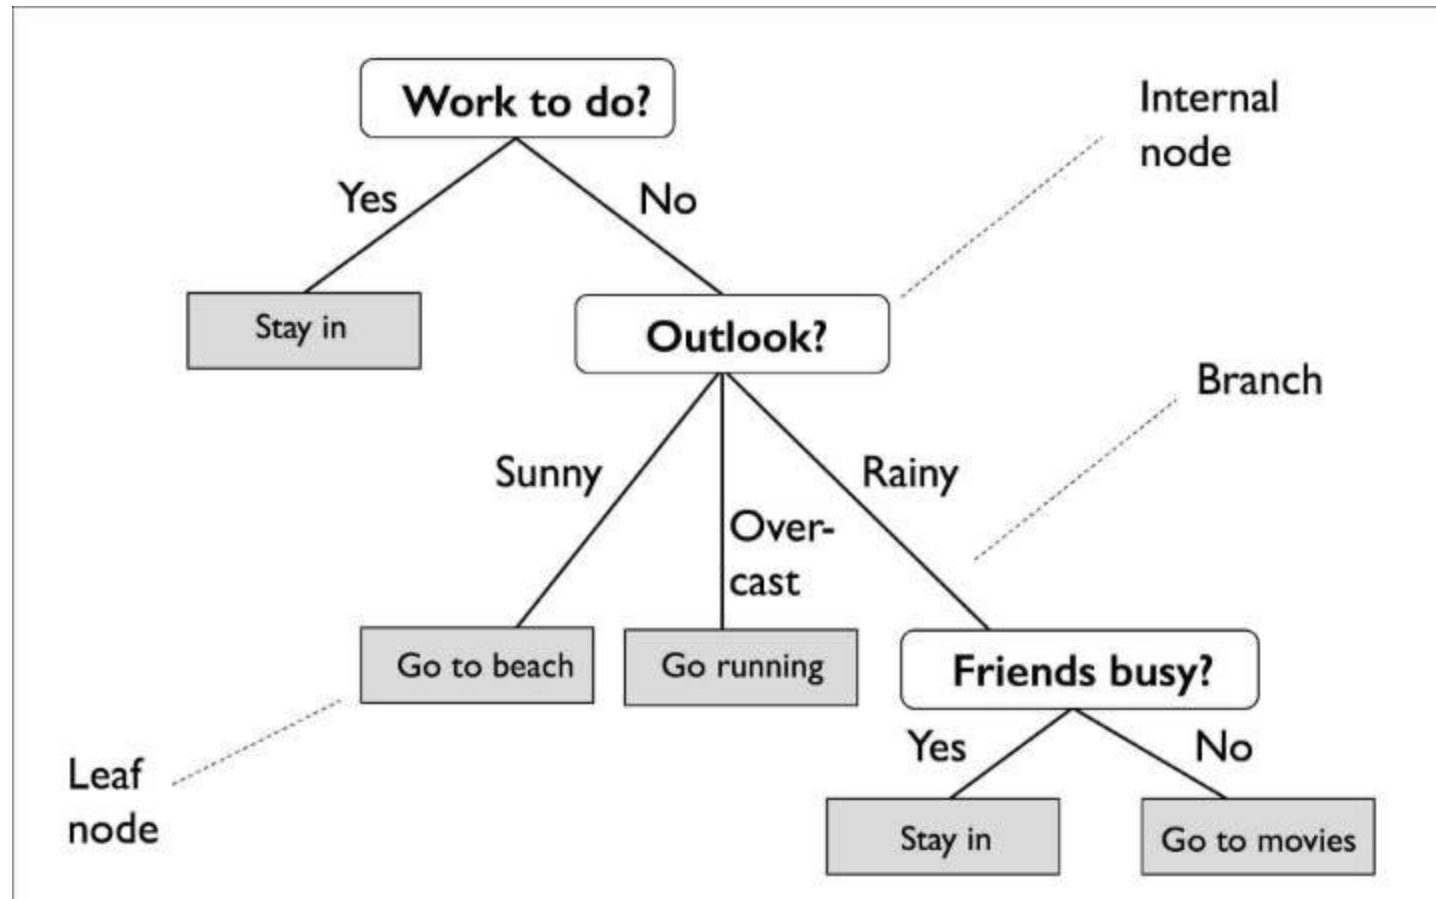 Work to do?
Internal
node
Yes
No
Stay in
Outlook?
Branch
Sunny
Rainy
Over-
cast
Go to beach
Go running
Friends busy?
Yes
No
Leaf
node
Stay in
Go to movies